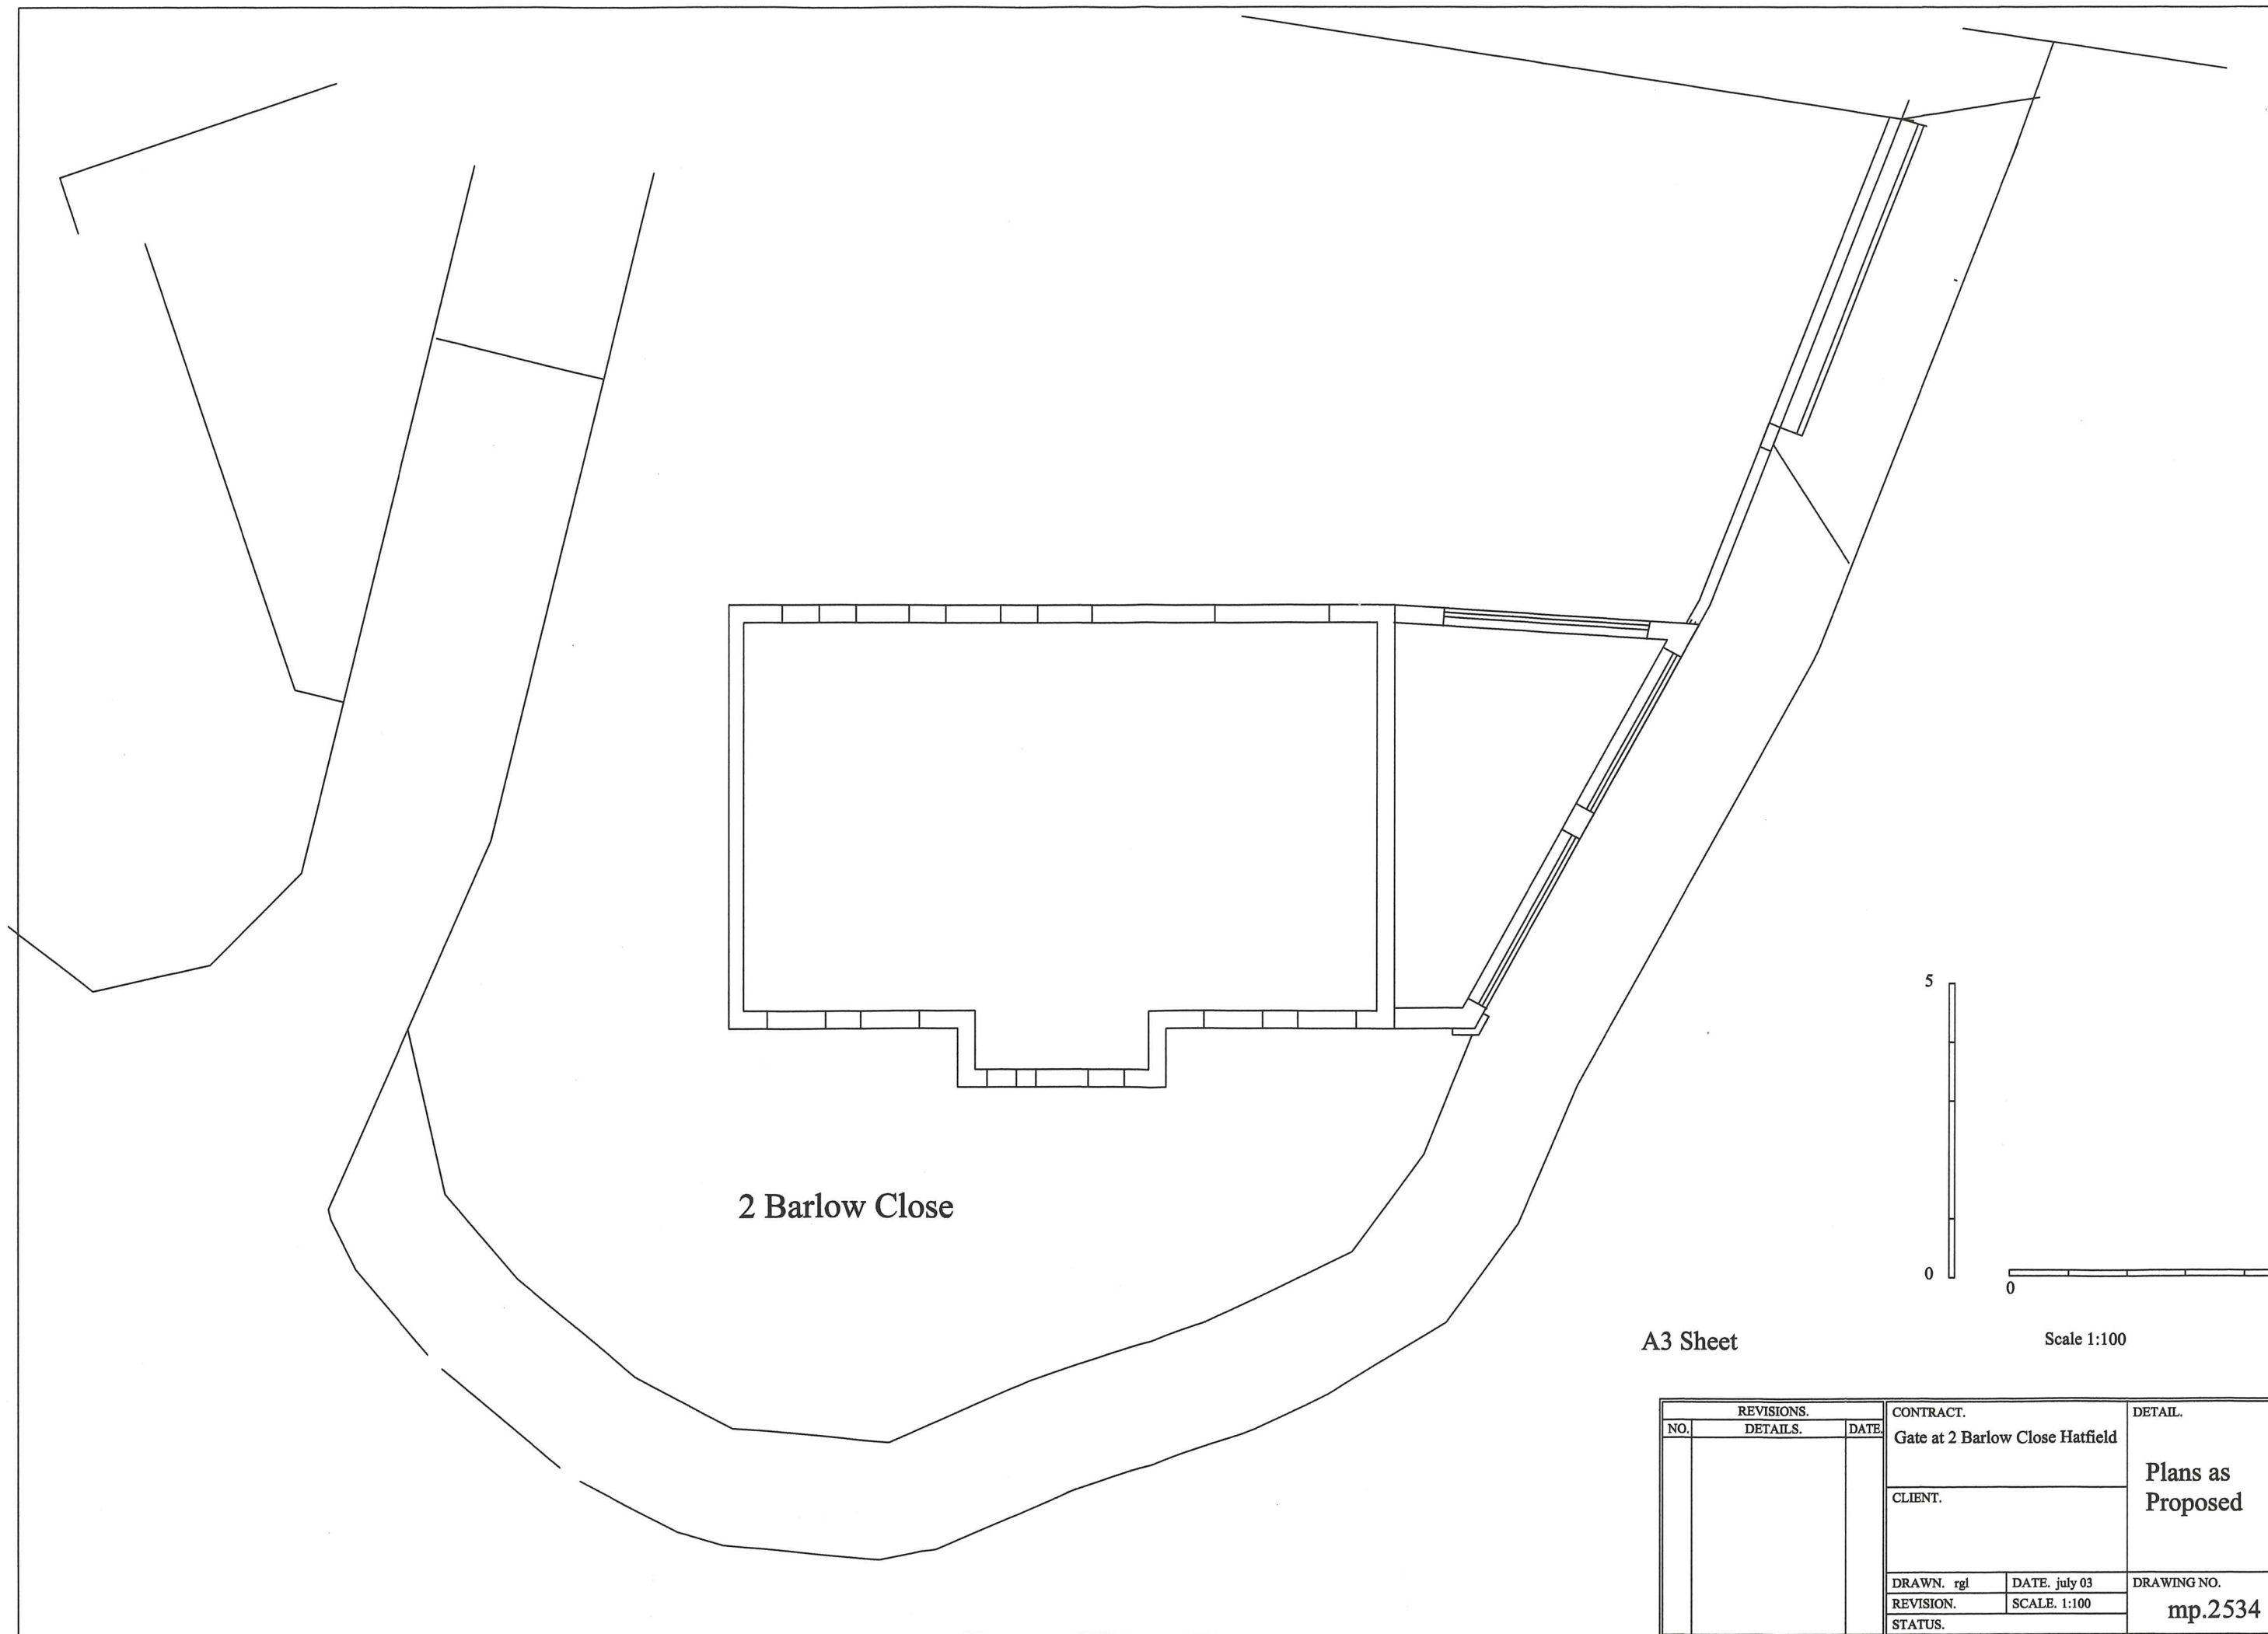 2 Barlow Close
5
0
0
A3 Sheet
Scale 1:100
REVISIONS.
NO.
DETAILS.
DATE.
CONTRACT.
Gate at 2 Barlow Close Hatfield
CLIENT.
DETAIL.
Plans as
Proposed
DRAWN. rgl
DATE. july 03
REVISION.
SCALE. 1:100
STATUS.
DRAWING NO.
mp.2534